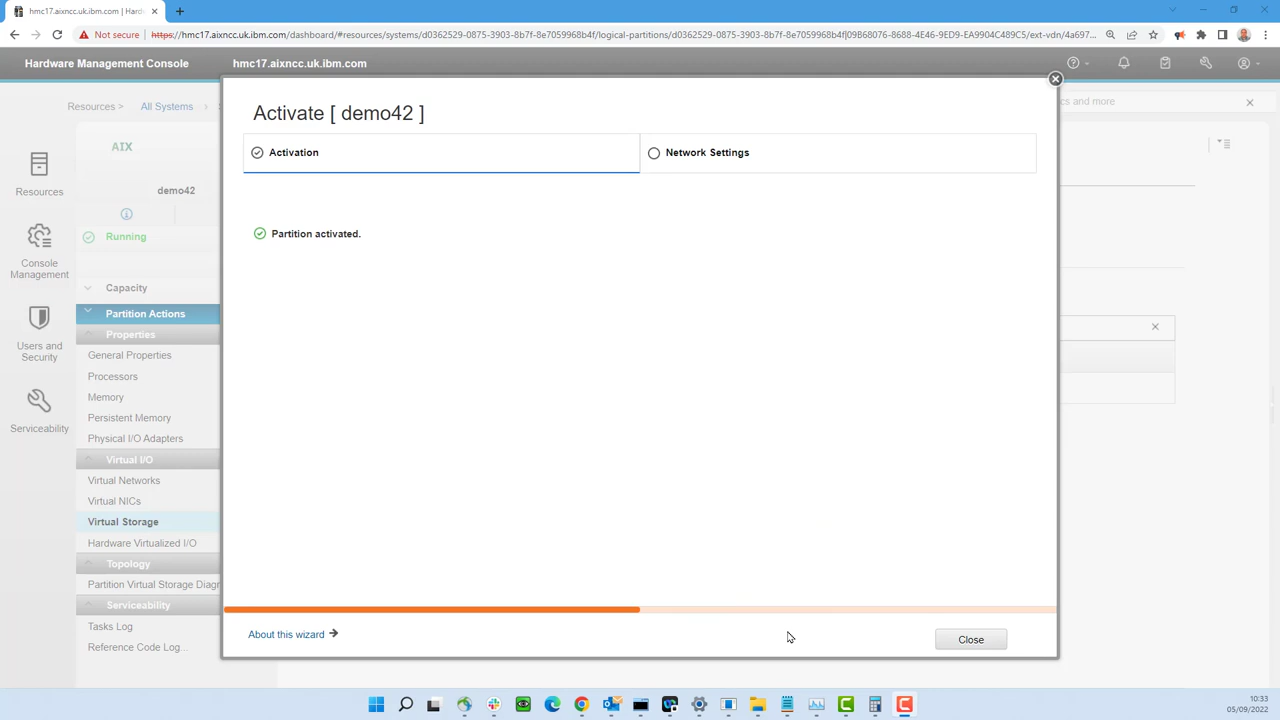 hmc17.aixncc.uk.ibm.com | Hard
Not secure
https://hmc17.aixncc.uk.ibm.com/dashboard/#resources/systems/d0362529-0875-3903-8b7f-8e7059968b4f/logical-partitions/d0362529-0875-3903-8b7f-8e7059968b4f|09B68076-8688-4E46-9ED9-EA9904C489C5/ext-vdn/4a697...
Hardware Management Console
hmc17.aixncc.uk.ibm.com
Resources >
All Systems
cs and more
Activate [ demo42 ]
Activation
Network Settings
Partition activated.
AIX
demo42
Running
Capacity
Partition Actions
Properties
General Properties
Processors
Memory
Persistent Memory
Physical I/O Adapters
Virtual I/O
Virtual Networks
Virtual NICs
Virtual Storage
Hardware Virtualized I/O
Topology
Partition Virtual Storage Diagr
Serviceability
Tasks Log
Reference Code Log...
Resources
Console
Management
Users and
Security
Serviceability
About this wizard
Close
10:33
05/09/2022